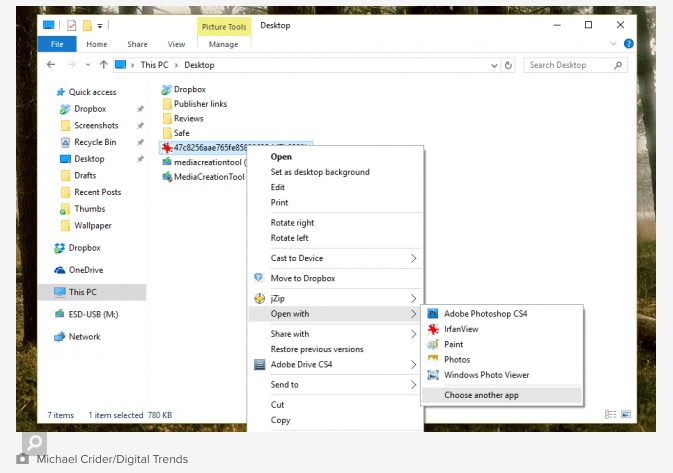 Picture Tools
Desktop
File
Home
Share
View
Manage
This PC
Desktop
Search Desktop
Quick access
Dropbox
Screenshots
Recycle Bin
Desktop
Drafts
Recent Posts
Thumbs
Wallpaper
Dropbox
OneDrive
This PC
ESD-USB (M:)
Network
Dropbox
Publisher links
Reviews
Safe
mediacreationtool (
MediaCreationTool
Open
Set as desktop background
Edit
Print
Rotate right
Rotate left
Cast to Device
Move to Dropbox
jZip
Open with
Share with
Restore previous versions
Adobe Drive CS4
Send to
Cut
Copy
Adobe Photoshop CS4
IrfanView
Paint
Photos
Windows Photo Viewer
Choose another app
7 items
1 item selected 780 KB
Michael Crider/Digital Trends